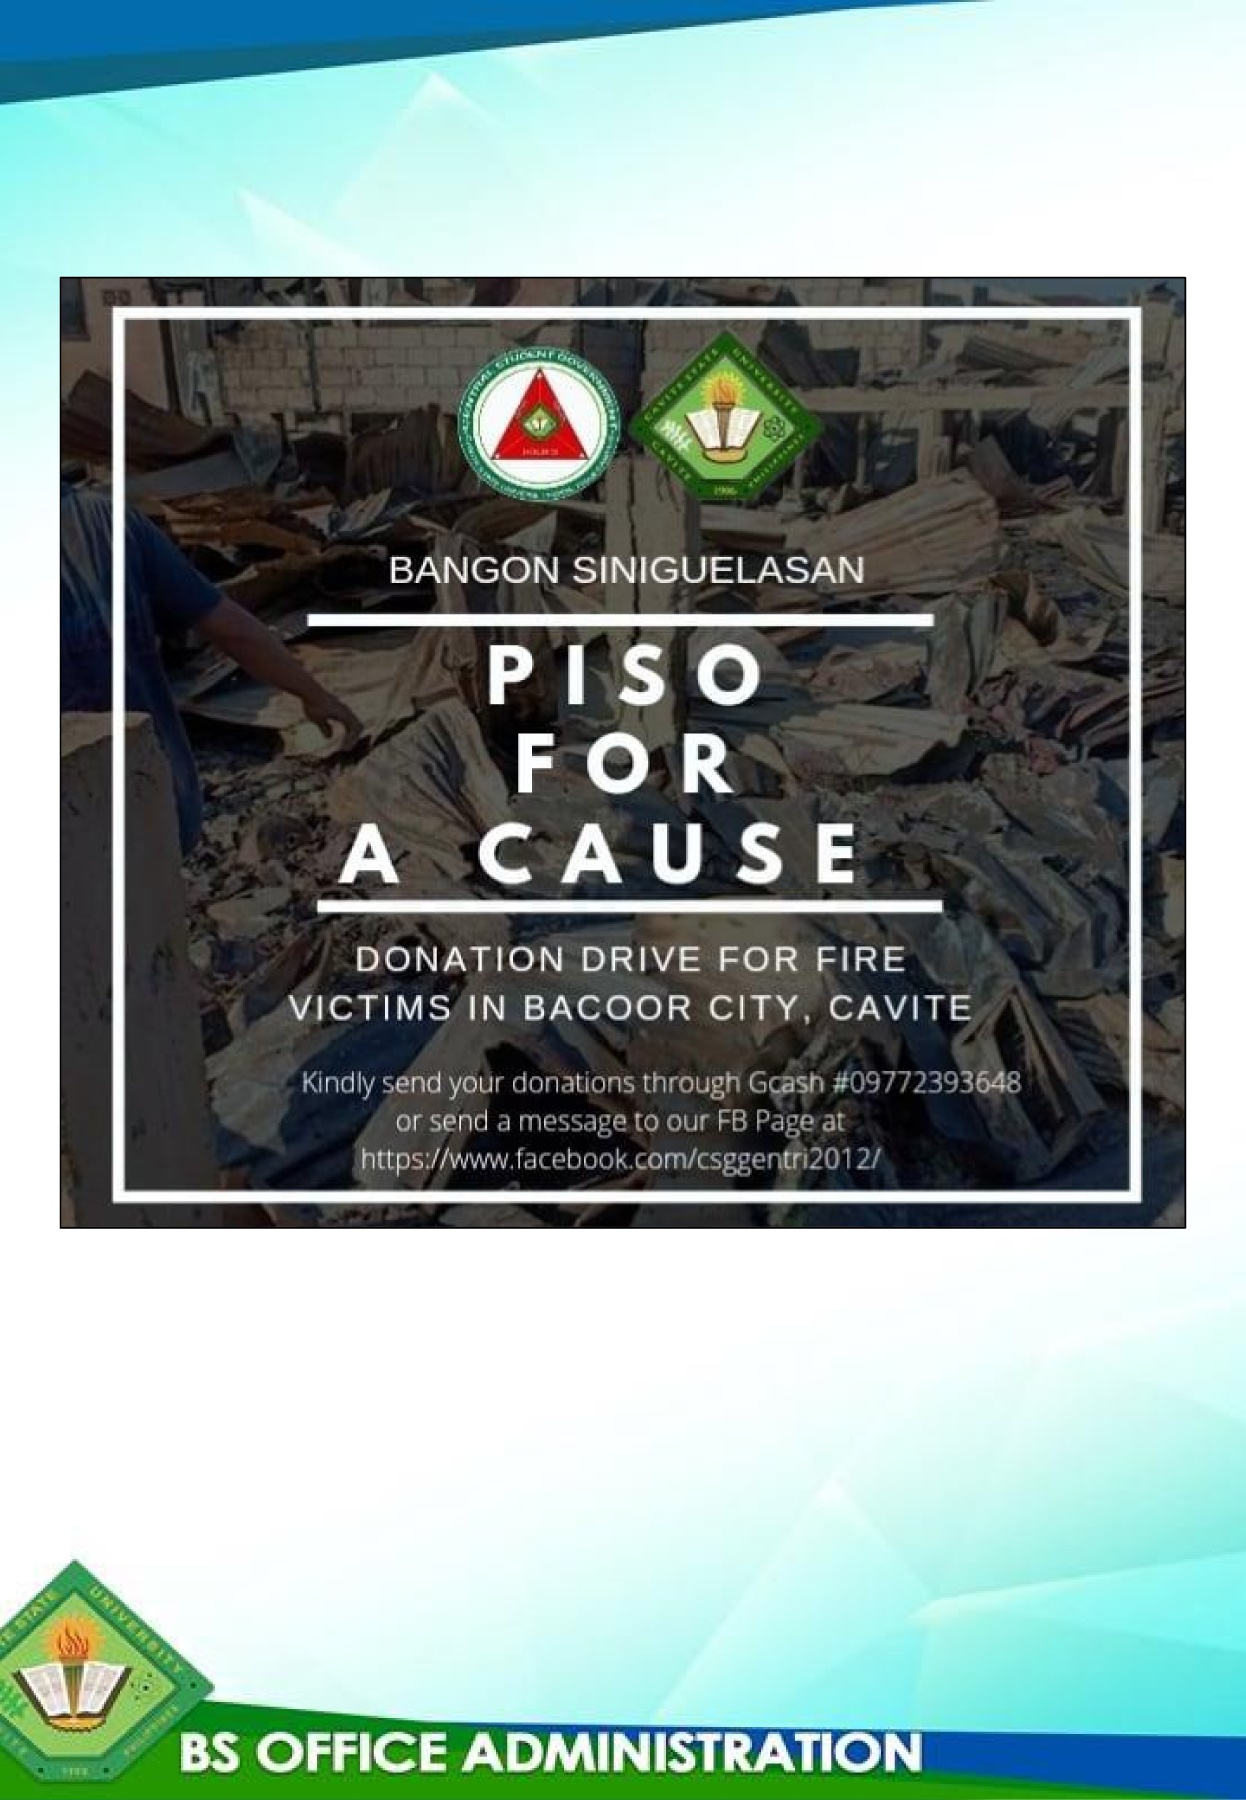 CENTRAL STUDENT GOVERNMENT
CAVITE STATE UNIVERSITY
CAVITE PHILIPPINES
1906
BANGON SINIGUELASAN
PISO
FOR
A CAUSE
DONATION DRIVE FOR FIRE
VICTIMS IN BACOOR CITY, CAVITE
Kindly send your donations through Gcash #09772393648
or send a message to our FB Page at
https://www.facebook.com/csggentri2012/
UNIVERSITY
PHILIPPINES
BS OFFICE ADMINISTRATION